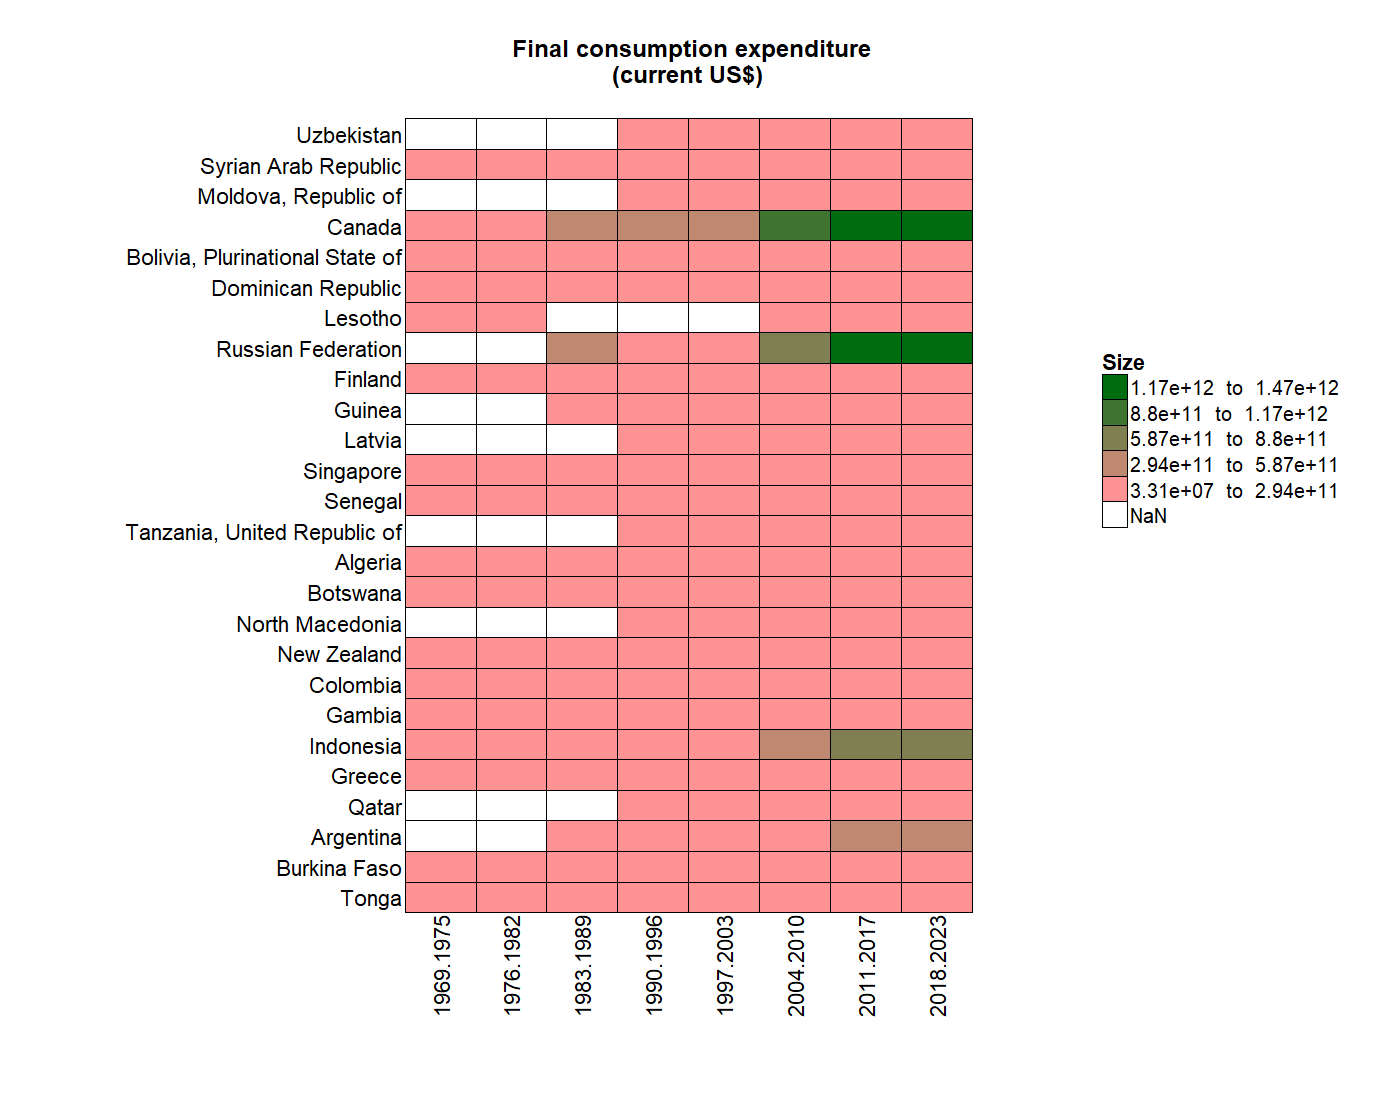 Final consumption expenditure
(current US$)
Uzbekistan
Syrian Arab Republic
Moldova, Republic of
Canada
Bolivia, Plurinational State of
Dominican Republic
Lesotho
Russian Federation
Finland
Guinea
Latvia
Singapore
Senegal
Tanzania, United Republic of
Algeria
Botswana
North Macedonia
New Zealand
Colombia
Gambia
Indonesia
Greece
Qatar
Argentina
Burkina Faso
Tonga
1969.1975
1976.1982
1983.1989
1990.1996
1997.2003
2004.2010
2011.2017
2018.2023
Size
1.17e+12 to 1.47e+12
8.8e+11 to 1.17e+12
5.87e+11 to 8.8e+11
2.94e+11 to 5.87e+11
3.31e+07 to 2.94e+11
NaN